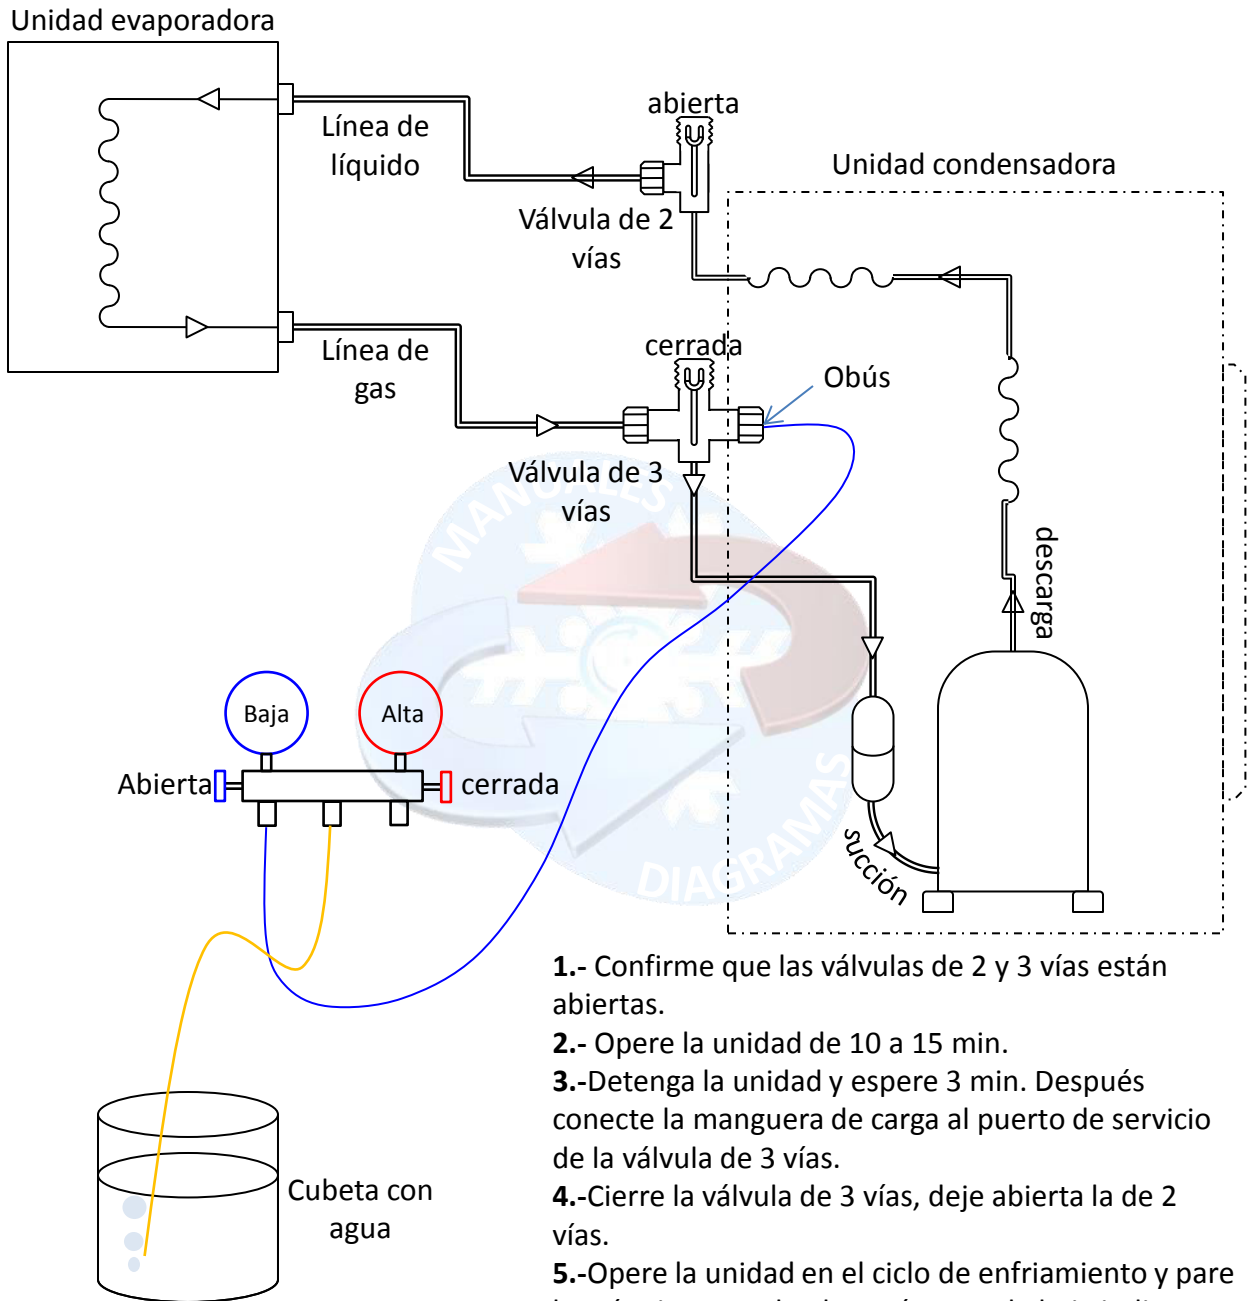 Unidad evaporadora
abierta
Línea de
líquido
Unidad condensadora
Válvula de 2
vías
Línea de
gas
cerrada
Obús
Válvula de 3
vías
MANUALES
descarga
Baja
Alta
Abierta
cerrada
DIAGRAMAS
succión
1.- Confirme que las válvulas de 2 y 3 vías están
abiertas.
2.- Opere la unidad de 10 a 15 min.
3.-Detenga la unidad y espere 3 min. Después
conecte la manguera de carga al puerto de servicio
de la válvula de 3 vías.
4.-Cierre la válvula de 3 vías, deje abierta la de 2
vías.
5.-Opere la unidad en el ciclo de enfriamiento y pare
Cubeta con
agua